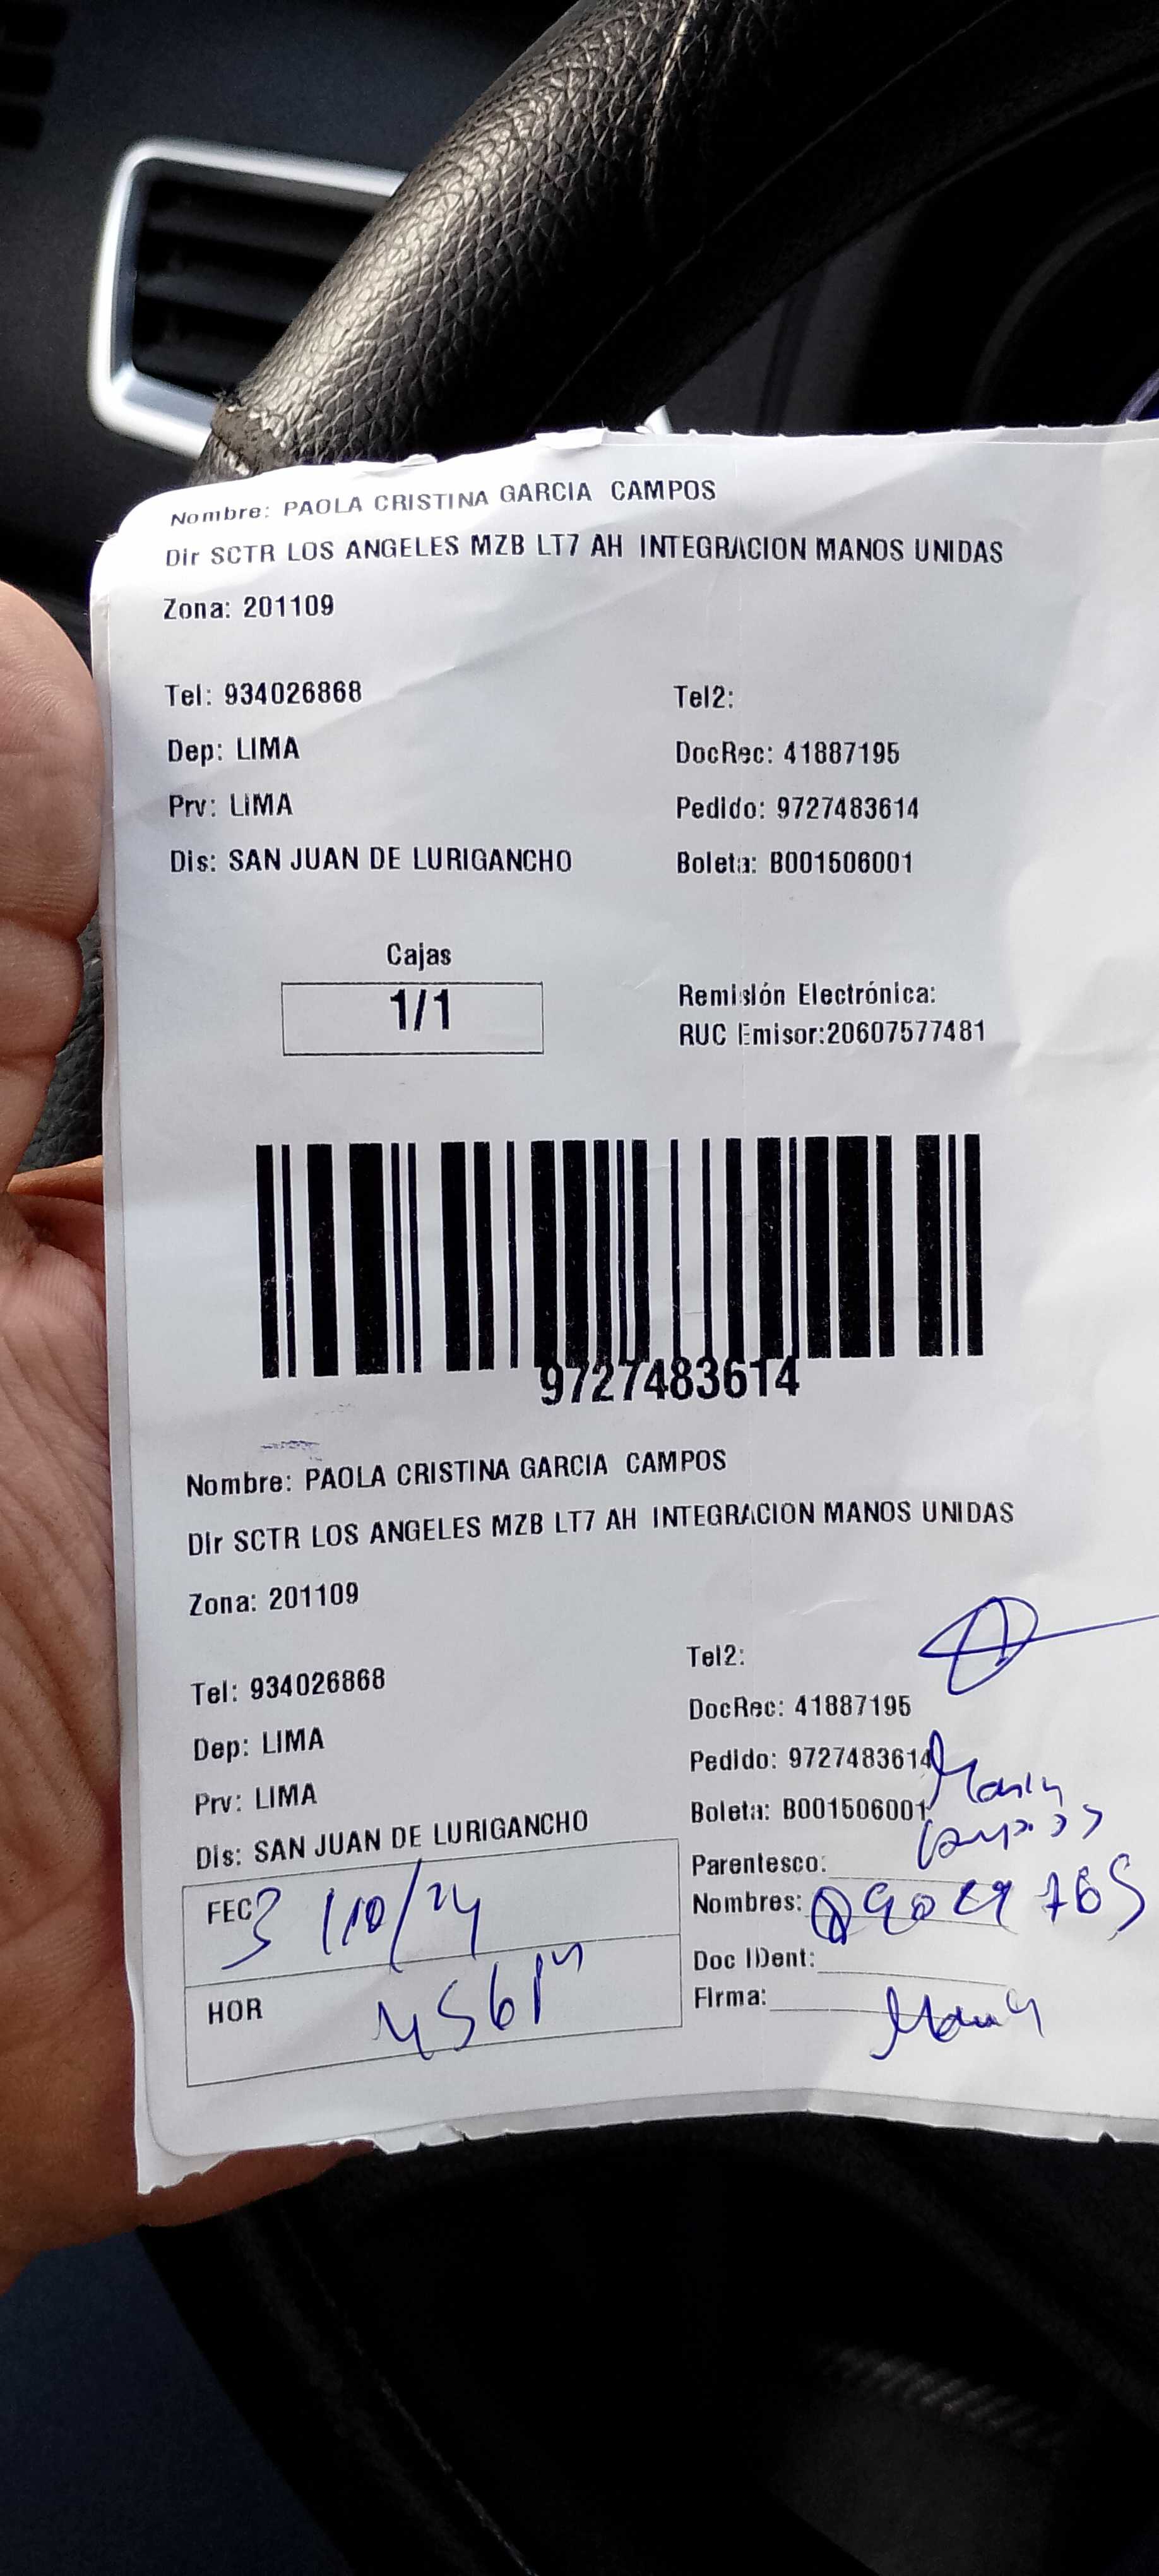 Nombre: PAOLA CRISTINA GARCIA CAMPOS
Dir SCTR LOS ANGELES MZB LT7 AH INTEGRACION MANOS UNIDAS
Zona: 201109
Tel: 934026868 Tel2:
Dep: LIMA DocRec: 41887195
Prv: LIMA Pedido: 9727483614
Dis: SAN JUAN DE LURIGANCHO Boleta: B001506001
Cajas
1/1
Remisión Electrónica:
RUC Emisor:20607577481
9727483614
Nombre: PAOLA CRISTINA GARCIA CAMPOS
Dir SCTR LOS ANGELES MZB LT7 AH INTEGRACION MANOS UNIDAS
Zona: 201109
Tel: 934026868 Tel2:
Dep: LIMA DocRec: 41887195
Prv: LIMA Pedido: 9727483614
Dis: SAN JUAN DE LURIGANCHO Boleta: B001506001
Campos
Parentesco:
FEC 3/10/24 Nombres:
HOR Doc IDent:
Firma: